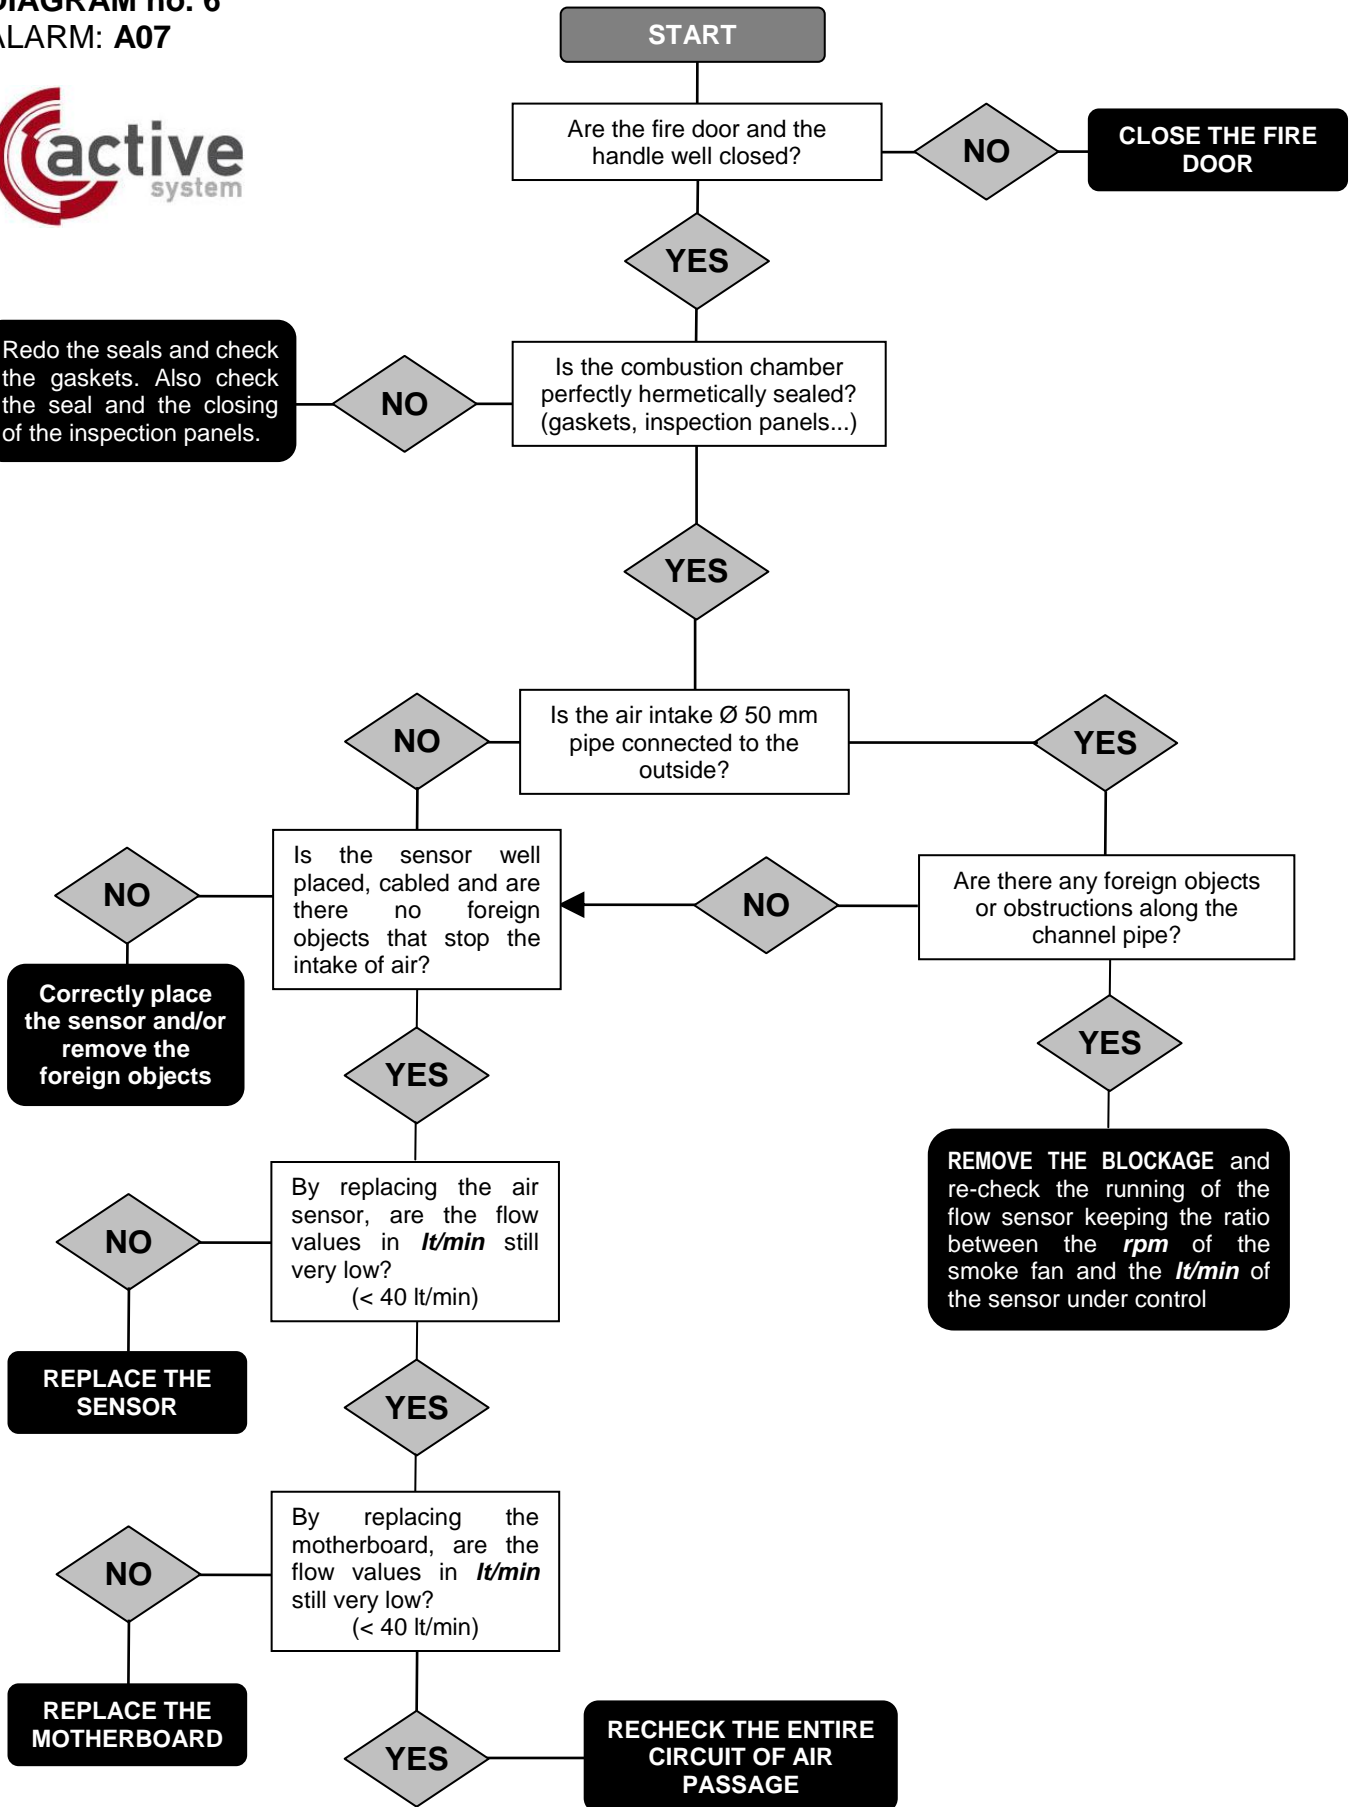 DIAGRAM no. 6
ALARM: A07
active
system
START
Are the fire door and the
handle well closed?
NO
CLOSE THE FIRE
DOOR
YES
Redo the seals and check
the gaskets. Also check
the seal and the closing
of the inspection panels.
NO
Is the combustion chamber
perfectly hermetically sealed?
(gaskets, inspection panels...)
YES
NO
Is the air intake Ø 50 mm
pipe connected to the
outside?
YES
NO
Is the sensor well
placed, cabled and are
there no foreign
objects that stop the
intake of air?
NO
Are there any foreign objects
or obstructions along the
channel pipe?
Correctly place
the sensor and/or
remove the
foreign objects
YES
YES
REMOVE THE BLOCKAGE and
re-check the running of the
flow sensor keeping the ratio
between the rpm of the
smoke fan and the lt/min of
the sensor under control
NO
By replacing the air
sensor, are the flow
values in lt/min still
very low?
(< 40 lt/min)
REPLACE THE
SENSOR
YES
NO
By replacing the
motherboard, are the
flow values in lt/min
still very low?
(< 40 lt/min)
REPLACE THE
MOTHERBOARD
YES
RECHECK THE ENTIRE
CIRCUIT OF AIR
PASSAGE